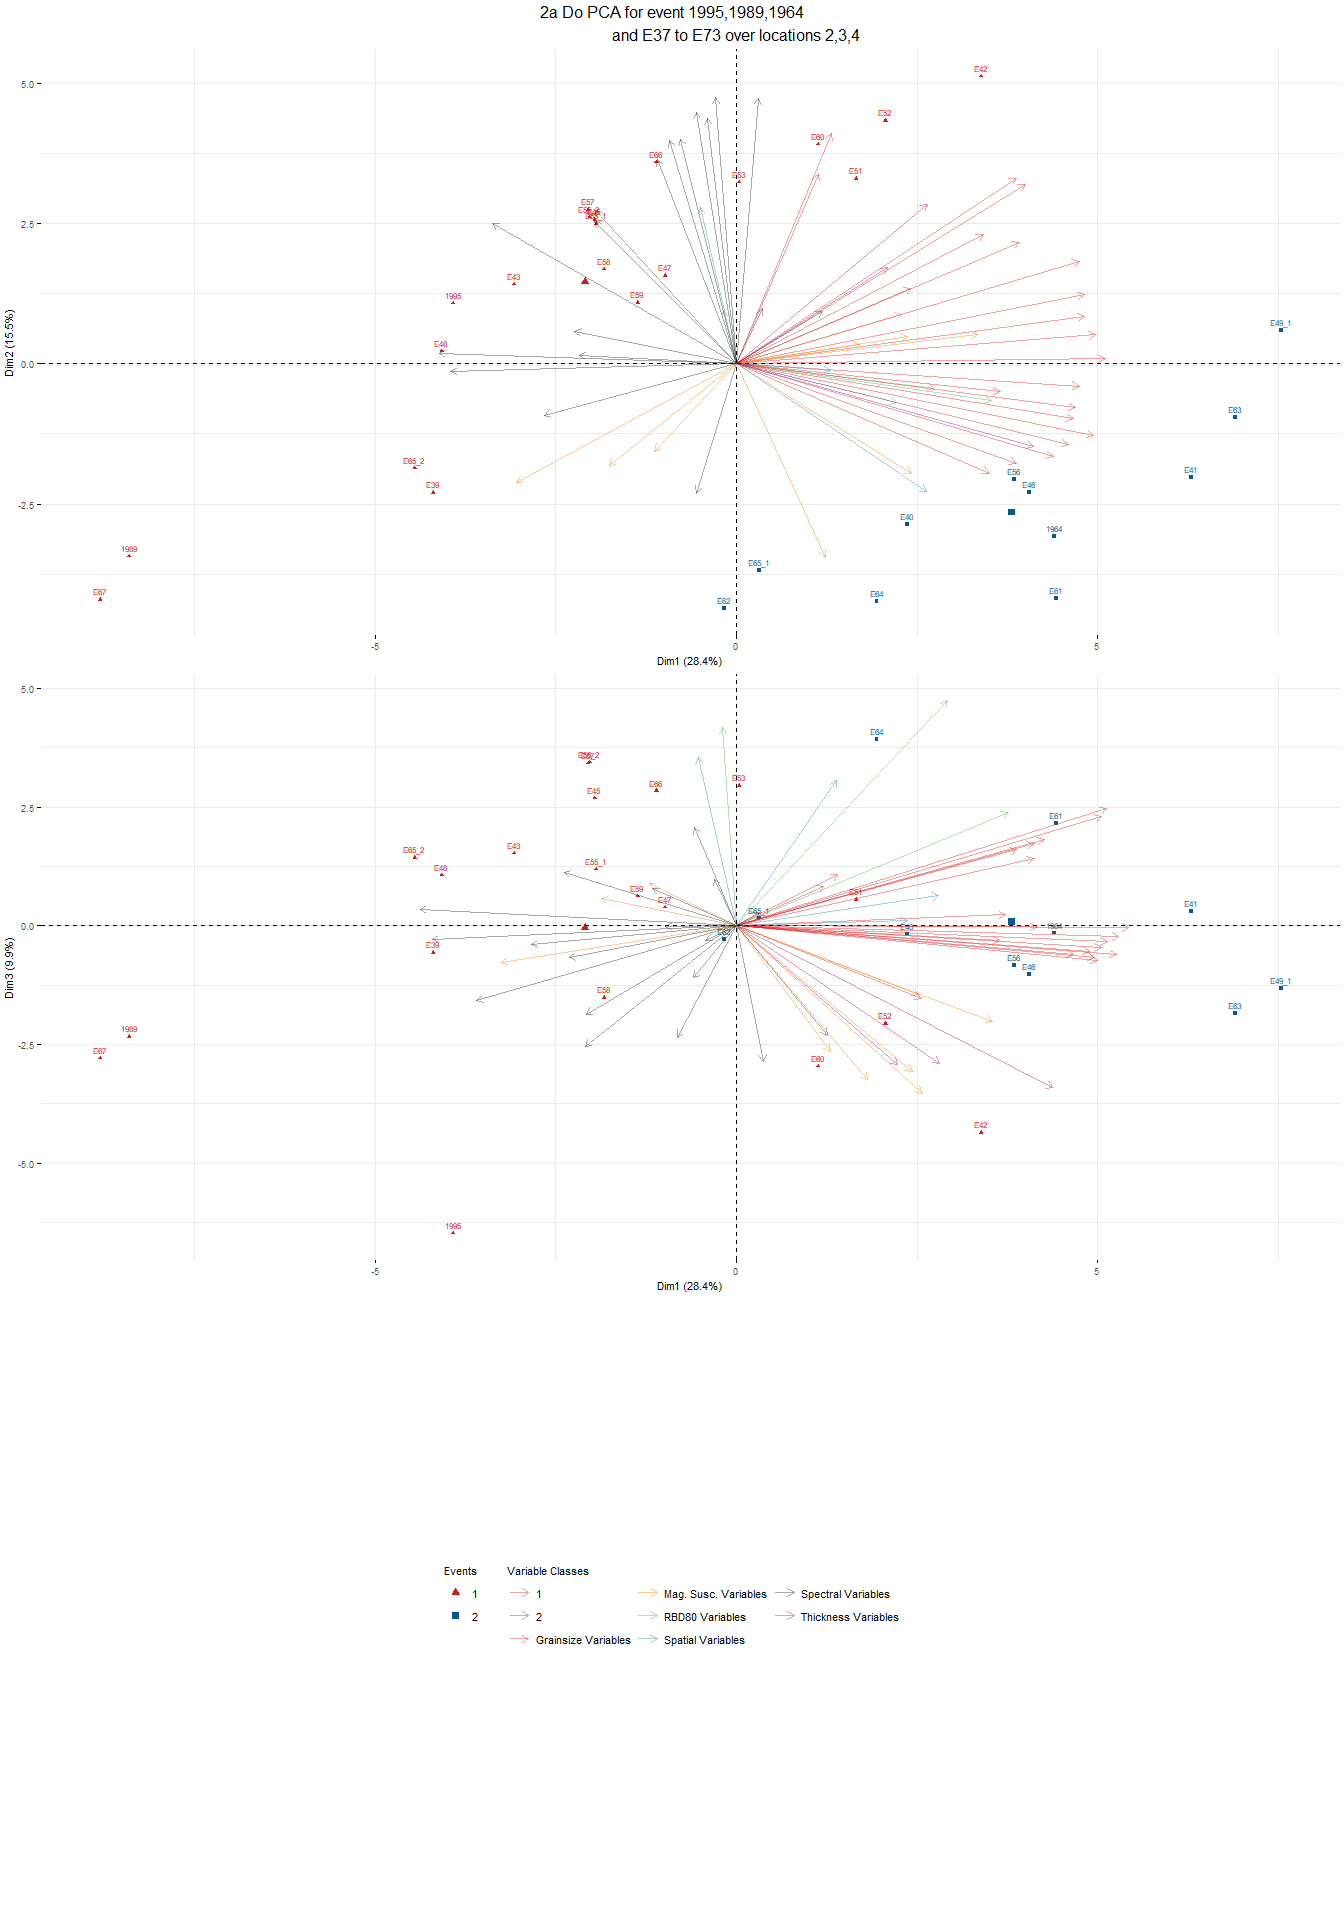 2a Do PCA for event 1995,1989,1964
and E37 to E73 over locations 2,3,4
E42
5.0
E52
E60
E66
E53
E51
2.5
E57
E58
E47
E43
E59
1995
E49_1
E48
Dim2 (15.5%)
0.0
E63
E65_2
E56
E41
E39
E46
-2.5
E40
1964
1989
E65_1
E67
E62
E64
E61
-5
0
5
Dim1 (28.4%)
5.0
E64
E53
E66
E45
2.5
E61
E65_2
E43
E48
E55_1
E59
E47
E51
E65_1
E41
0.0
1964
E39
Dim3 (9.9%)
E56
E46
E49_1
E58
E52
E63
1989
-2.5
E67
E60
E42
-5.0
1995
-5
0
5
Dim1 (28.4%)
Events
Variable Classes
1
1
Mag. Susc. Variables
Spectral Variables
2
2
RBD80 Variables
Thickness Variables
Grainsize Variables
Spatial Variables